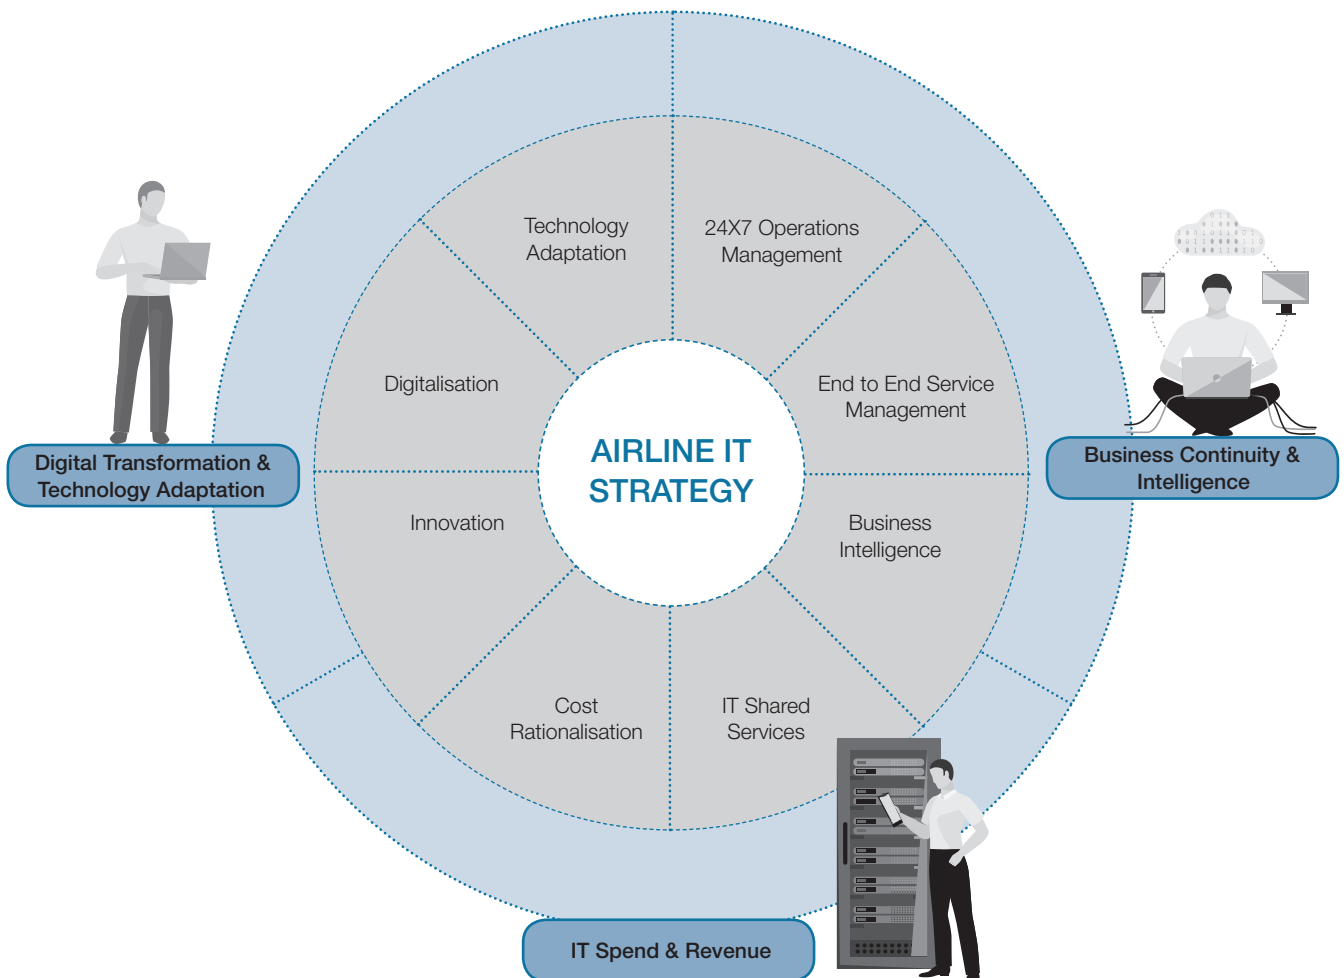 Technology
Adaptation
24X7 Operations
Management
Digitalisation
End to End Service
Management
AIRLINE IT
STRATEGY
Digital Transformation &
Technology Adaptation
Business Continuity &
Intelligence
Innovation
Business
Intelligence
Cost
Rationalisation
IT Shared
Services
IT Spend & Revenue